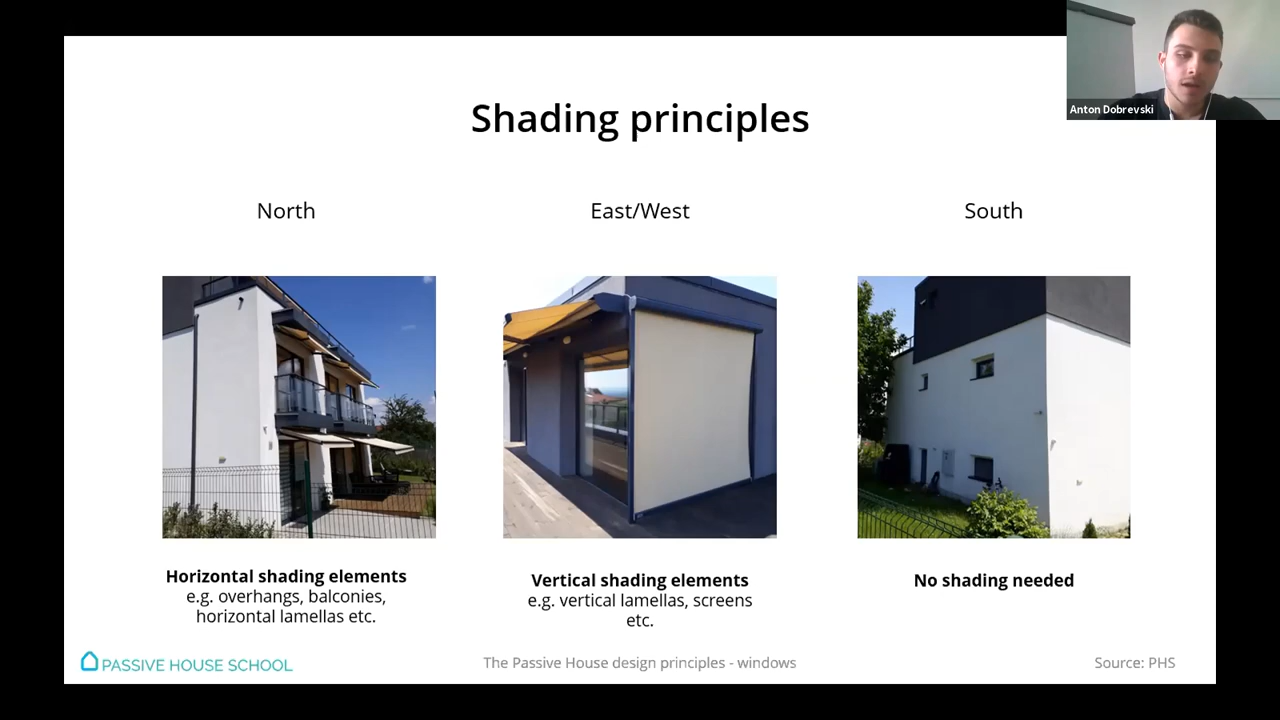 Anton Dobrevski
Shading principles
North
East/West
South
Horizontal shading elements
e.g. overhangs, balconies,
horizontal lamellas etc.
Vertical shading elements
e.g. vertical lamellas, screens
etc.
No shading needed
PASSIVE HOUSE SCHOOL
The Passive House design principles - windows
Source: PHS